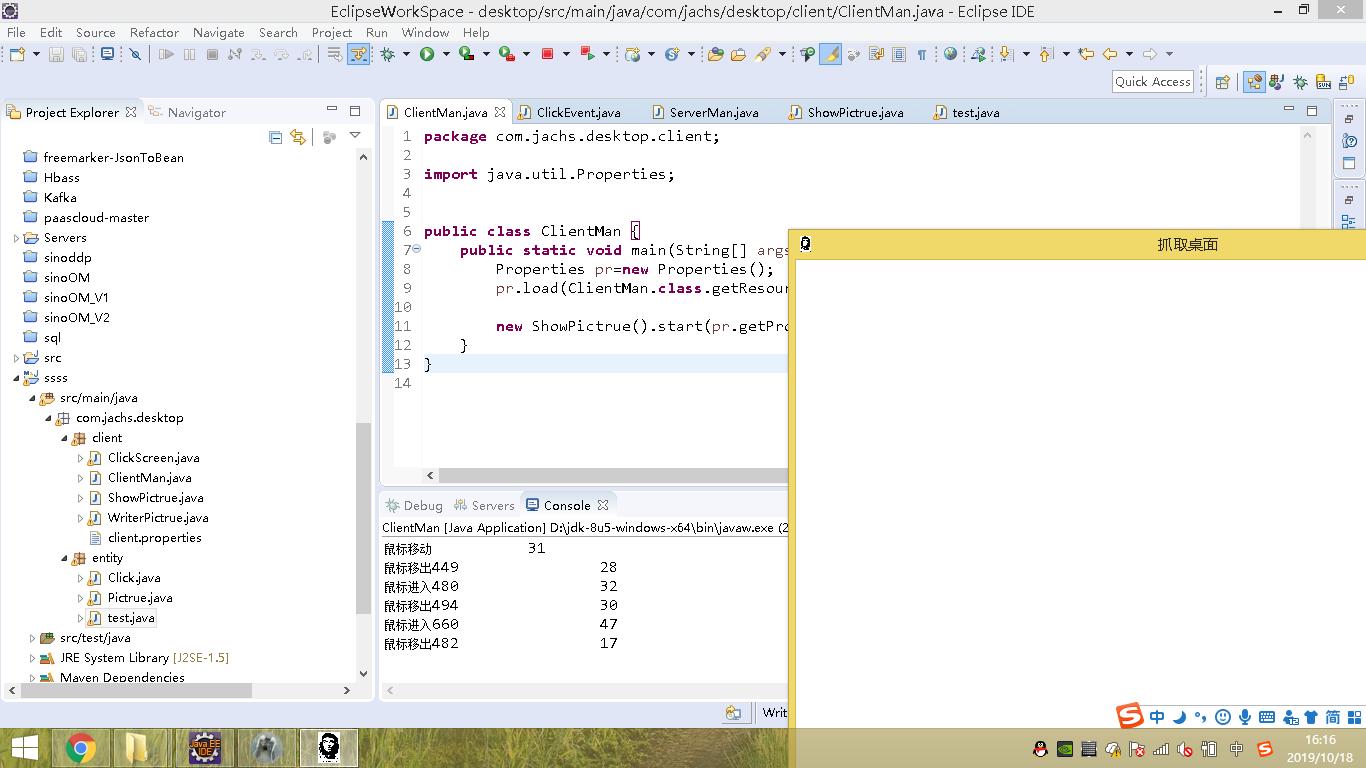 EclipseWorkSpace - desktop/src/main/java/com/jachs/desktop/client/ClientMan.java - Eclipse IDE
File Edit Source Refactor Navigate Search Project Run Window Help
Quick Access
Project Explorer Navigator
ClientMan.java ClickEvent.java ServerMan.java ShowPictrue.java test.java
freemarker-JsonToBean
Hbass
Kafka
paascloud-master
Servers
sinoddp
sinoOM
sinoOM_V1
sinoOM_V2
sql
src
ssss
src/main/java
com.jachs.desktop
client
ClickScreen.java
ClientMan.java
ShowPictrue.java
WriterPictrue.java
client.properties
entity
Click.java
Pictrue.java
test.java
src/test/java
JRE System Library [J2SE-1.5]
Maven Dependencies
1 package com.jachs.desktop.client;
2
3 import java.util.Properties;
4
5
6 public class ClientMan {
7 public static void main(String[] args
8 Properties pr=new Properties();
9 pr.load(ClientMan.class.getResour
10
11 new ShowPictrue().start(pr.getPro
12 }
13 }
14
抓取桌面
Debug Servers Console
ClientMan [Java Application] D:\jdk-8u5-windows-x64\bin\javaw.exe (2
鼠标移动 31
鼠标移出449 28
鼠标进入480 32
鼠标移出494 30
鼠标进入660 47
鼠标移出482 17
Writ
S 中 简
Java EE
IDE
中 S
16:16
2019/10/18